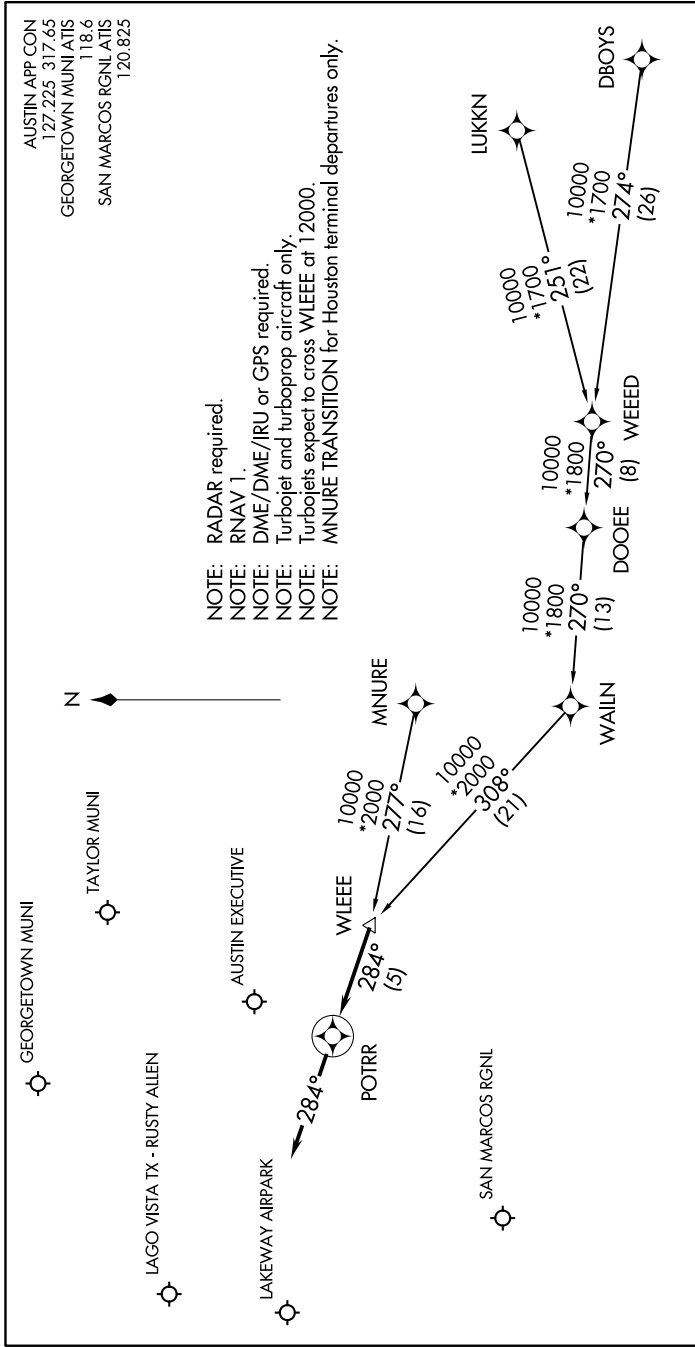 AUSTIN APP CON
127.225 317.65
GEORGETOWN MUNI ATIS
118.6
SAN MARCOS RGNL ATIS
120.825
NOTE: RADAR required.
NOTE: RNAV 1.
NOTE: DME/DME/IRU or GPS required.
NOTE: Turbojet and turboprop aircraft only.
NOTE: Turbojets expect to cross WLEEE at 12000.
NOTE: MNURE TRANSITION for Houston terminal departures only.
GEORGETOWN MUNI
TAYLOR MUNI
N
LAGO VISTA TX - RUSTY ALLEN
AUSTIN EXECUTIVE
LAKEWAY AIRPARK
SAN MARCOS RGNL
284°
POTRR
284°
(5)
WLEEE
10000
*2000
277°
(16)
MNURE
10000
*2000
308°
(21)
WAILN
10000
*1800
270°
(13)
DOOEE
10000
*1800
270°
(8)
WEEED
10000
*1700
251°
(22)
LUKKN
10000
*1700
274°
(26)
DBOYS